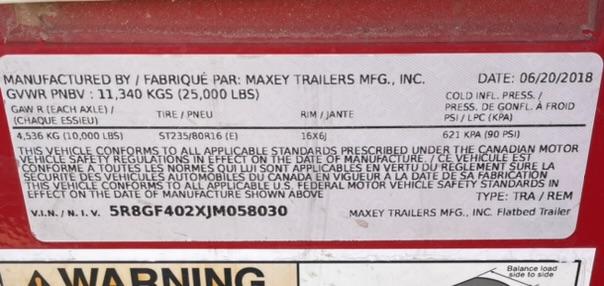 MANUFACTURED BY / FABRIQUÉ PAR: MAXEY TRAILERS MFG., INC. DATE: 06/20/2018
GVWR PNBV : 11,340 KGS (25,000 LBS)
GAW R (EACH AXLE) / (CHAQUE ESSIEU) TIRE / PNEU RIM / JANTE COLD INFL. PRESS. / PRESS. DE GONFL. À FROID PSI / LPC (KPA)
4,536 KG (10,000 LBS) ST235/80R16 (E) 16X6J 621 KPA (90 PSI)
THIS VEHICLE CONFORMS TO ALL APPLICABLE STANDARDS PRESCRIBED UNDER THE CANADIAN MOTOR
VEHICLE SAFETY REGULATIONS IN EFFECT ON THE DATE OF MANUFACTURE. / CE VÉHICULE EST
CONFORME À TOUTES LES NORMES QUI LUI SONT APPLICABLES EN VERTU DU RÈGLEMENT SUR LA
SÉCURITÉ DES VÉHICULES AUTOMOBILES DU CANADA EN VIGUEUR À LA DATE DE SA FABRICATION
THIS VEHICLE CONFORMS TO ALL APPLICABLE U.S. FEDERAL MOTOR VEHICLE SAFETY STANDARDS IN
EFFECT ON THE DATE OF MANUFACTURE SHOWN ABOVE TYPE: TRA / REM
V.I.N. / N.I.V. 5R8GF402XJM058030 MAXEY TRAILERS MFG., INC. Flatbed Trailer
WARNING
Balance load
side to side